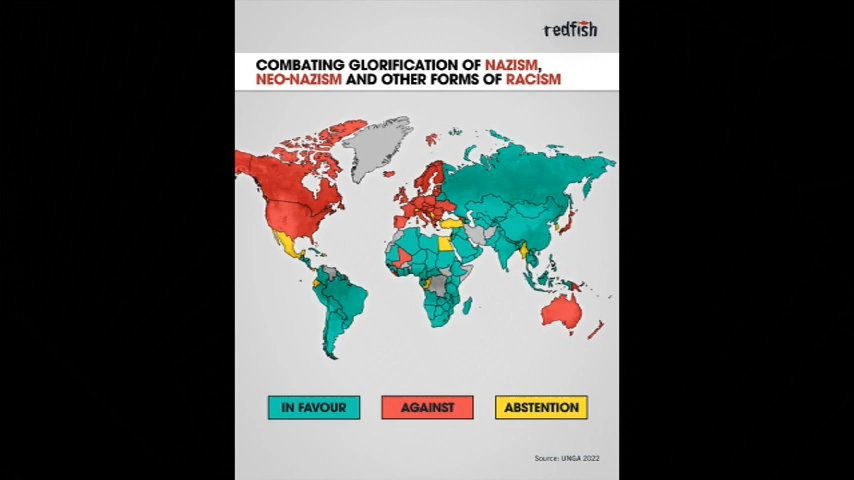 redfish
COMBATING GLORIFICATION OF NAZISM,
NEO-NAZISM AND OTHER FORMS OF RACISM
IN FAVOUR
AGAINST
ABSTENTION
Source: UNGA 2022